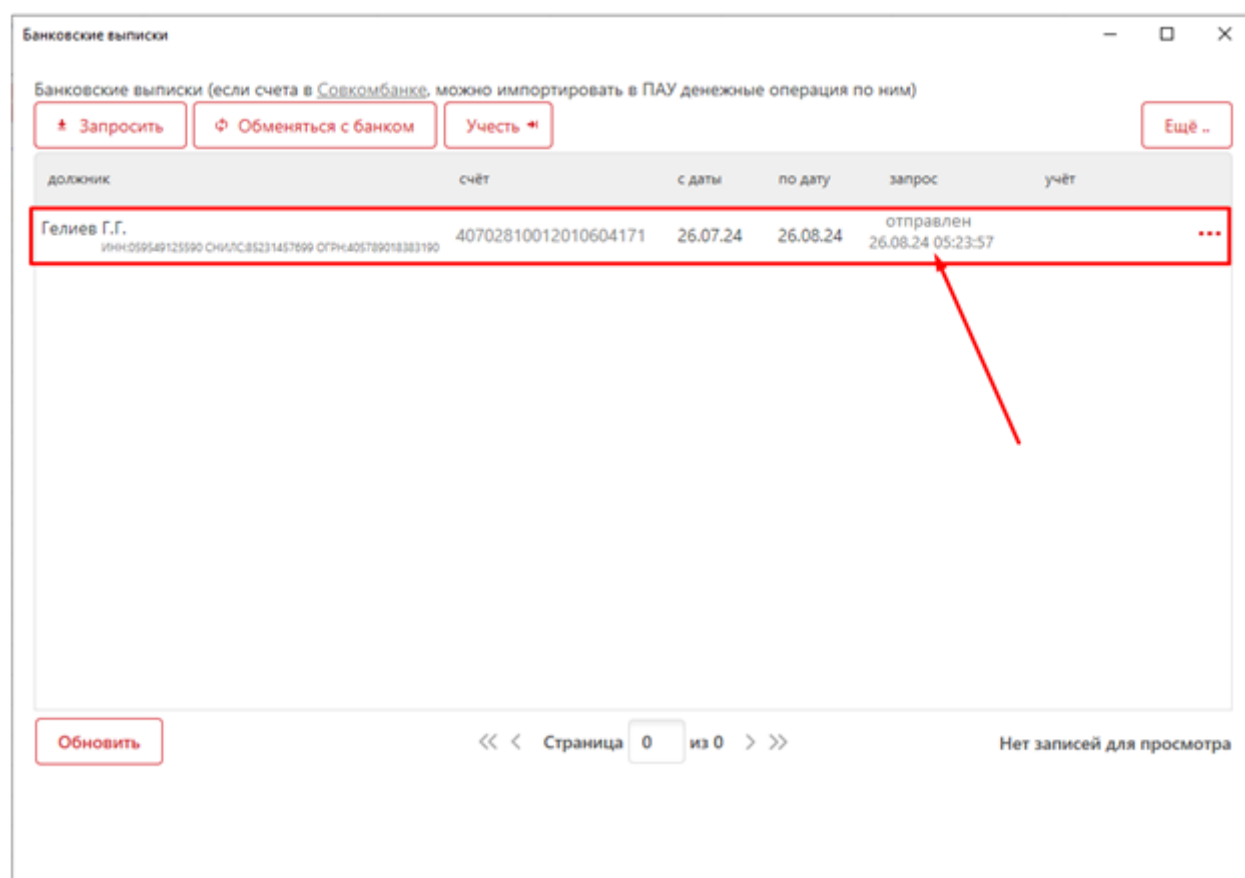 Банковские выписки
Банковские выписки (если счета в Совкомбанке, можно импортировать в ПАУ денежные операция по ним)
Запросить Обменяться с банком Учесть Ещё ..
должник счёт с даты по дату запрос учёт
Гелиев Г.Г. 40702810012010604171 26.07.24 26.08.24 отправлен
ИНН:059549125590 СНИЛС:85231457699 ОГРН:405789018383190 26.08.24 05:23:57
Обновить Страница 0 из 0 Нет записей для просмотра